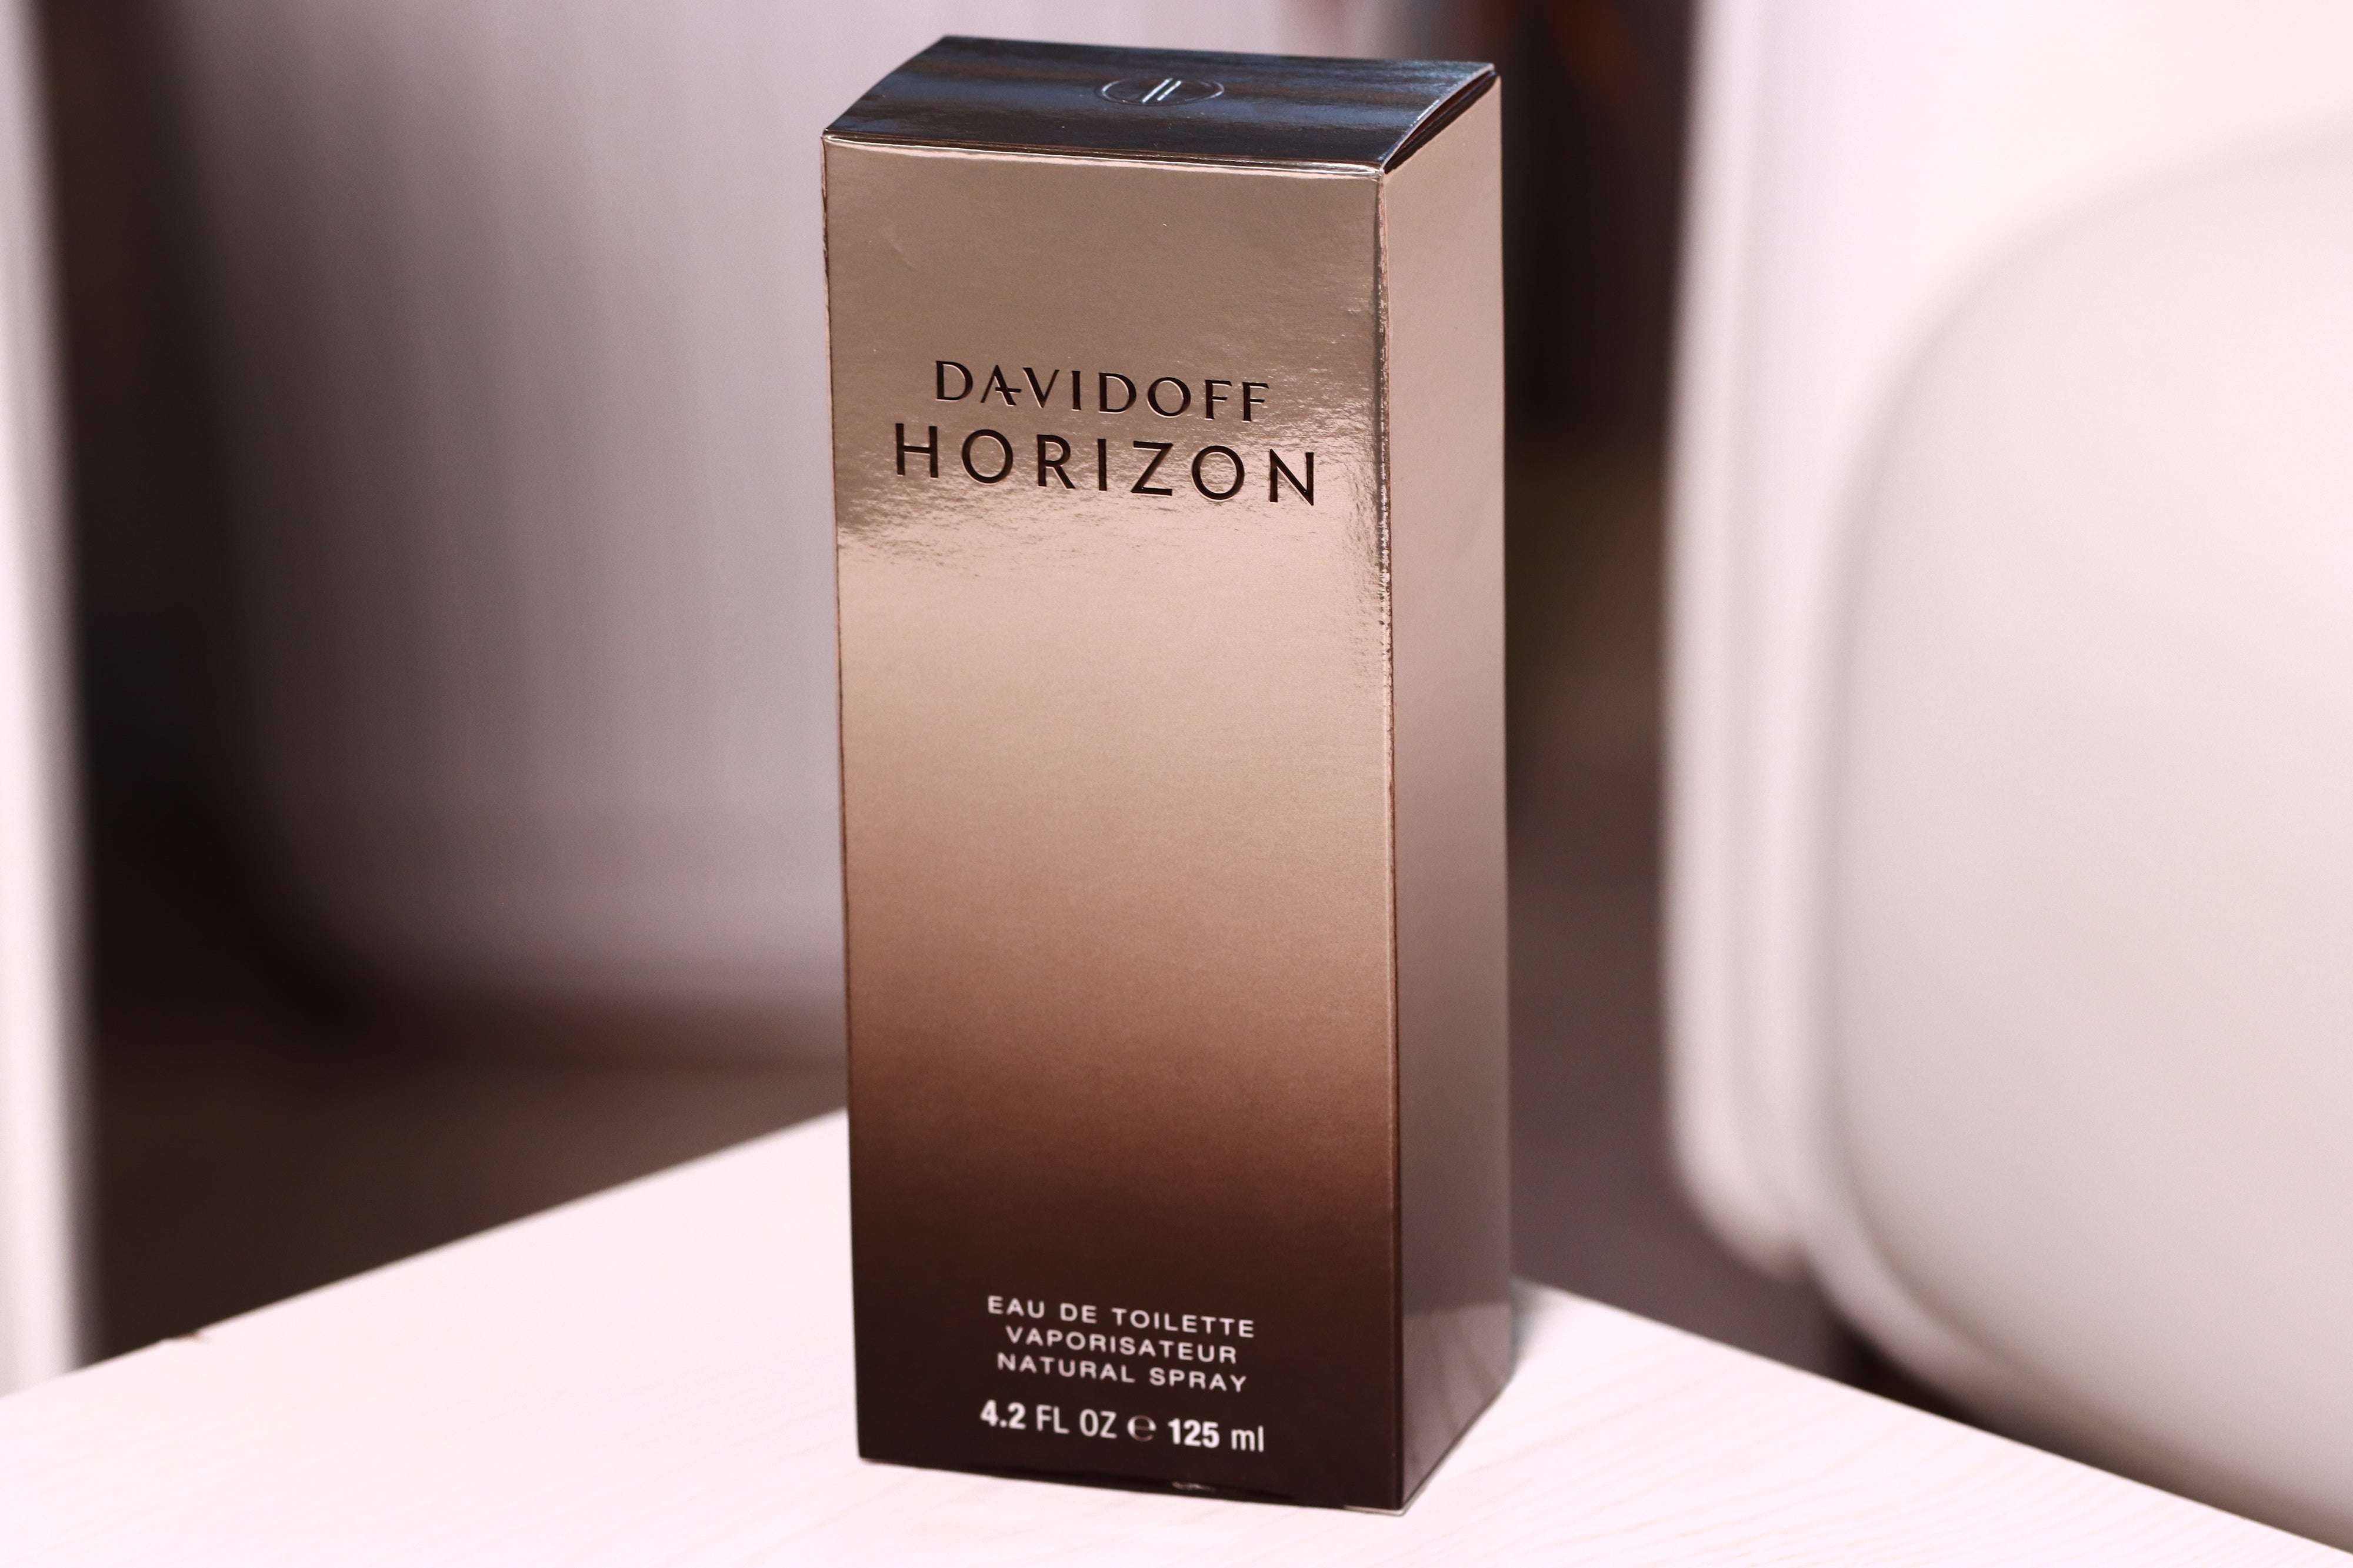 DAVIDOFF
HORIZON
EAU DE TOILETTE
VAPORISATEUR
NATURAL SPRAY
4.2 FL OZ ℮ 125 ml